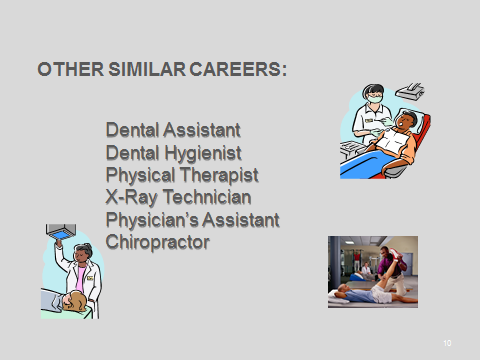 OTHER SIMILAR CAREERS:
Dental Assistant
Dental Hygienist
Physical Therapist
X-Ray Technician
Physician's Assistant
Chiropractor
10